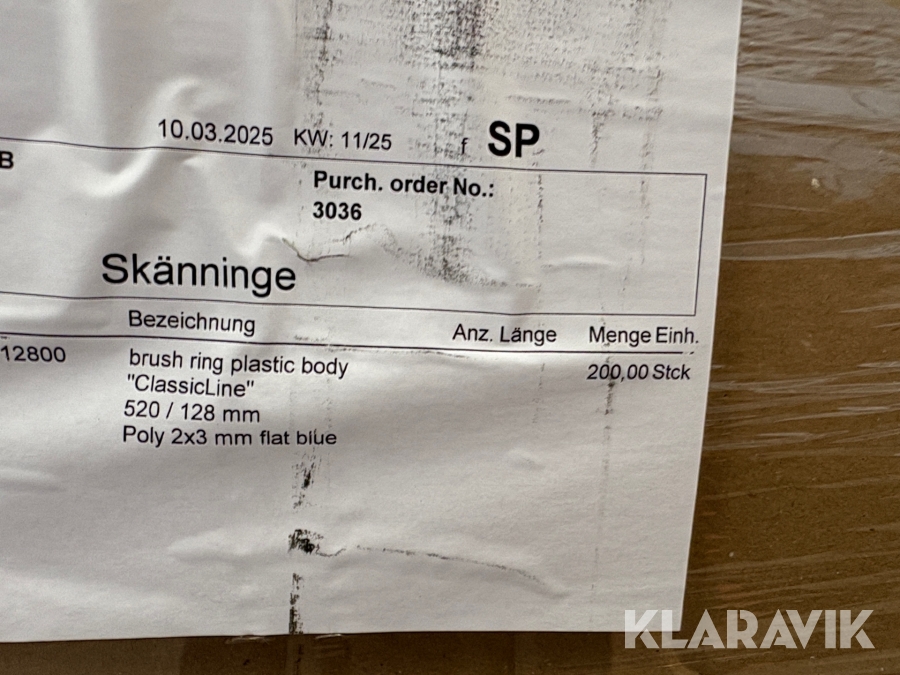 10.03.2025 KW: 11/25 f SP
B
Purch. order No.:
3036
Skänninge
Bezeichnung Anz. Länge Menge Einh.
12800 brush ring plastic body 200,00 Stck
"ClassicLine"
520 / 128 mm
Poly 2x3 mm flat blue
KLARAVIK